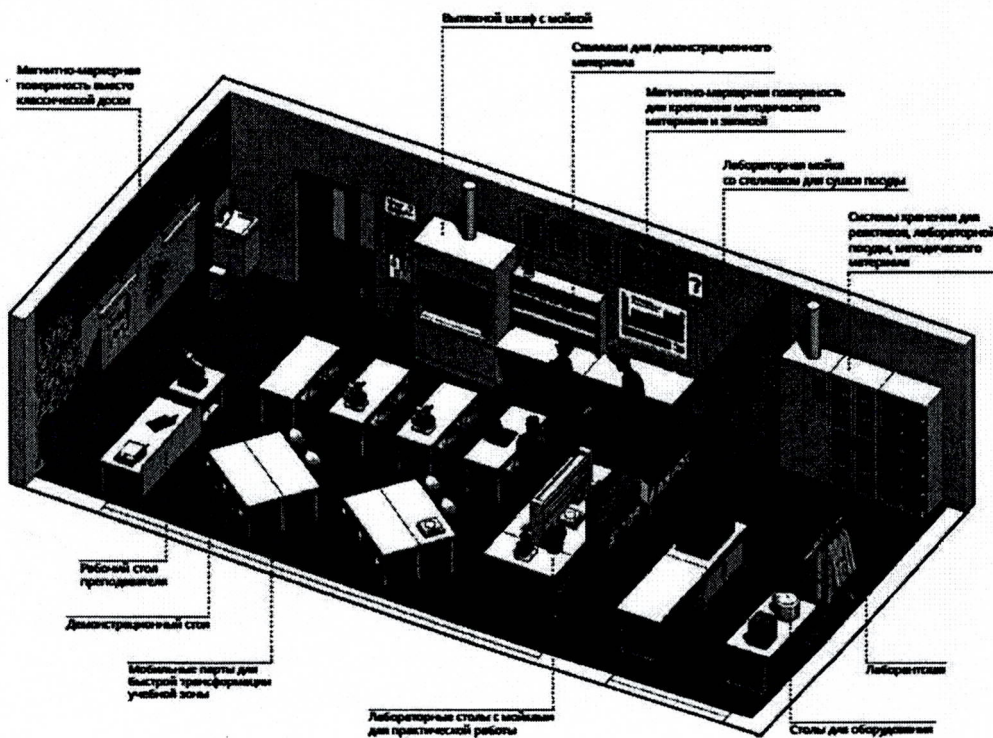 Вытяжной шкаф с мойкой
Стеллажи для демонстрационного
материала
Магнитно-маркерная
поверхность вместо
классической доски
Магнитно-маркерная поверхность
для крепления методического
материала и записей
Лабораторная мойка
со стеллажом для сушки посуды
Системы хранения для
реактивов, лабораторной
посуды, методического
материала
Рабочий стол
преподавателя
Демонстрационный стол
Мобильные парты для
быстрой трансформации
учебной зоны
Лабораторные столы с мойками
для практической работы
Столы для оборудования
Лаборантская